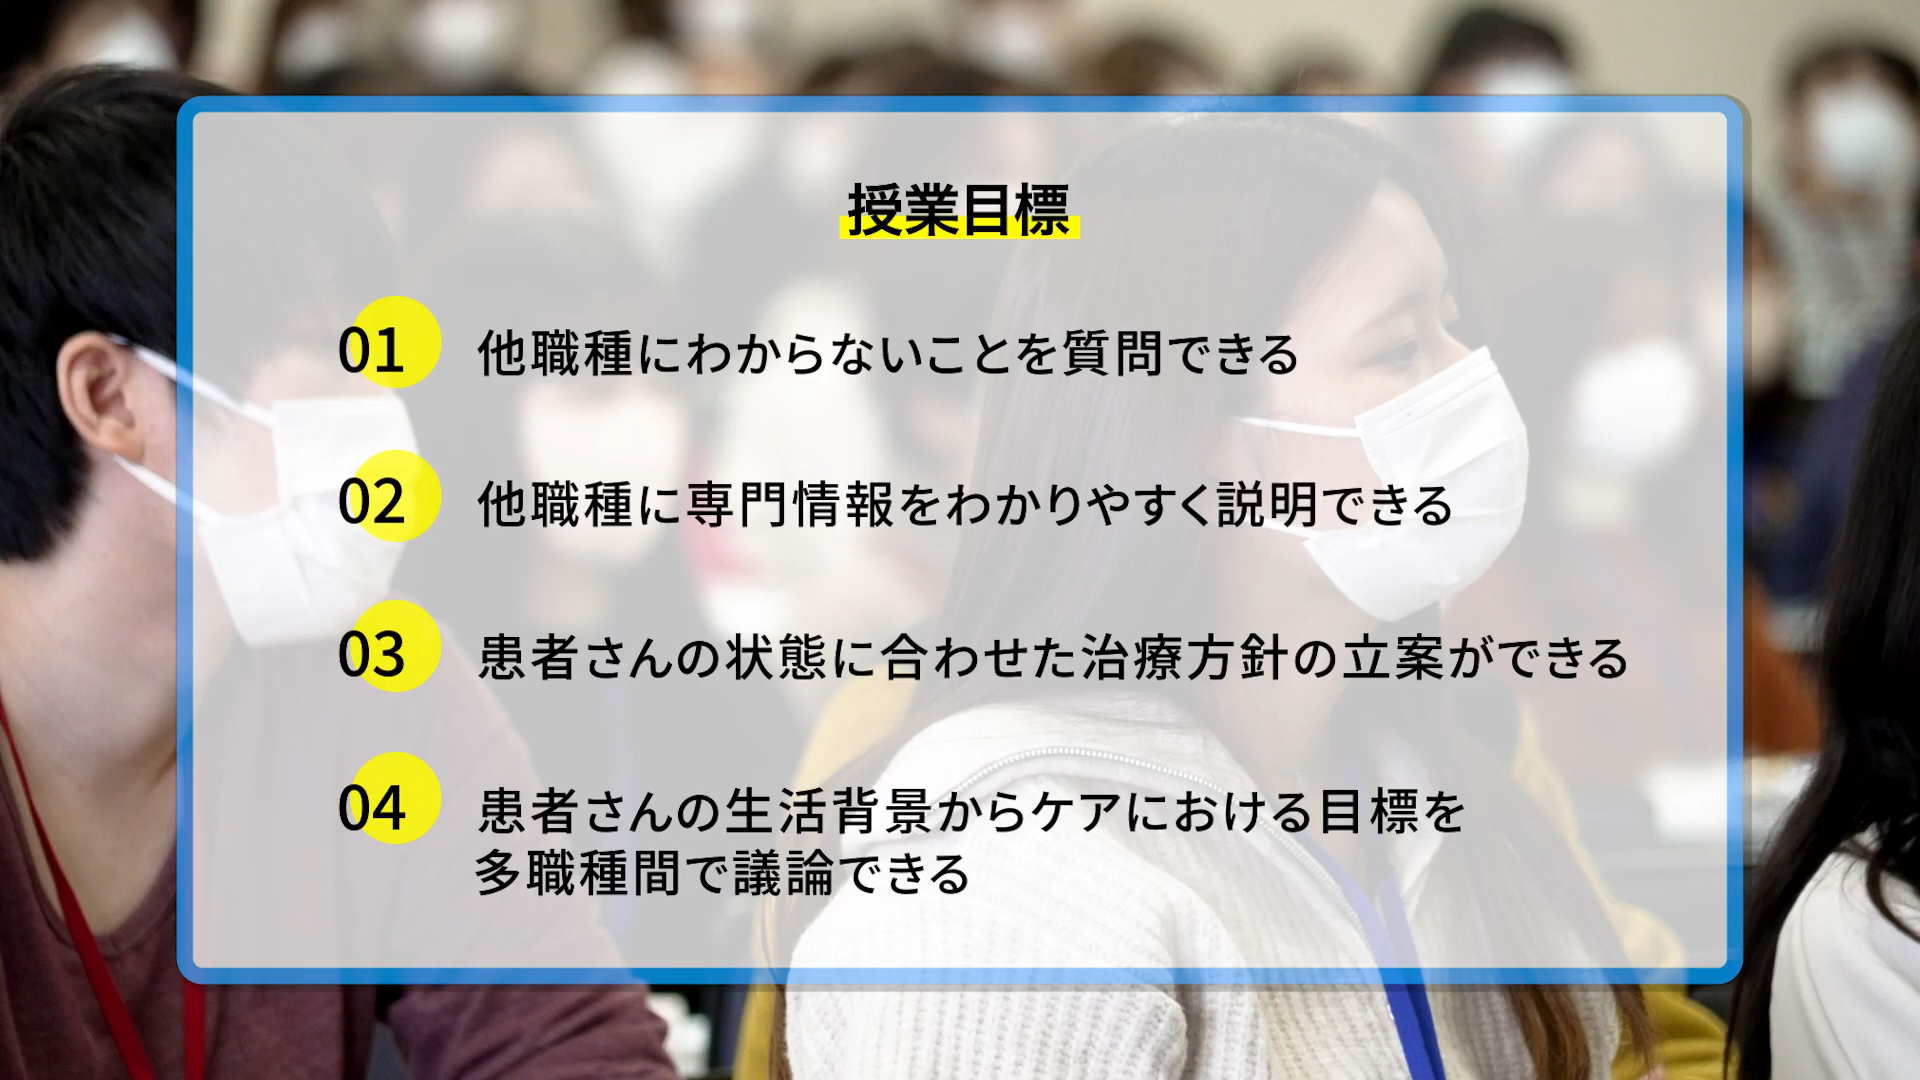 授業目標
01 他職種にわからないことを質問できる
02 他職種に専門情報をわかりやすく説明できる
03 患者さんの状態に合わせた治療方針の立案ができる
04 患者さんの生活背景からケアにおける目標を
多職種間で議論できる